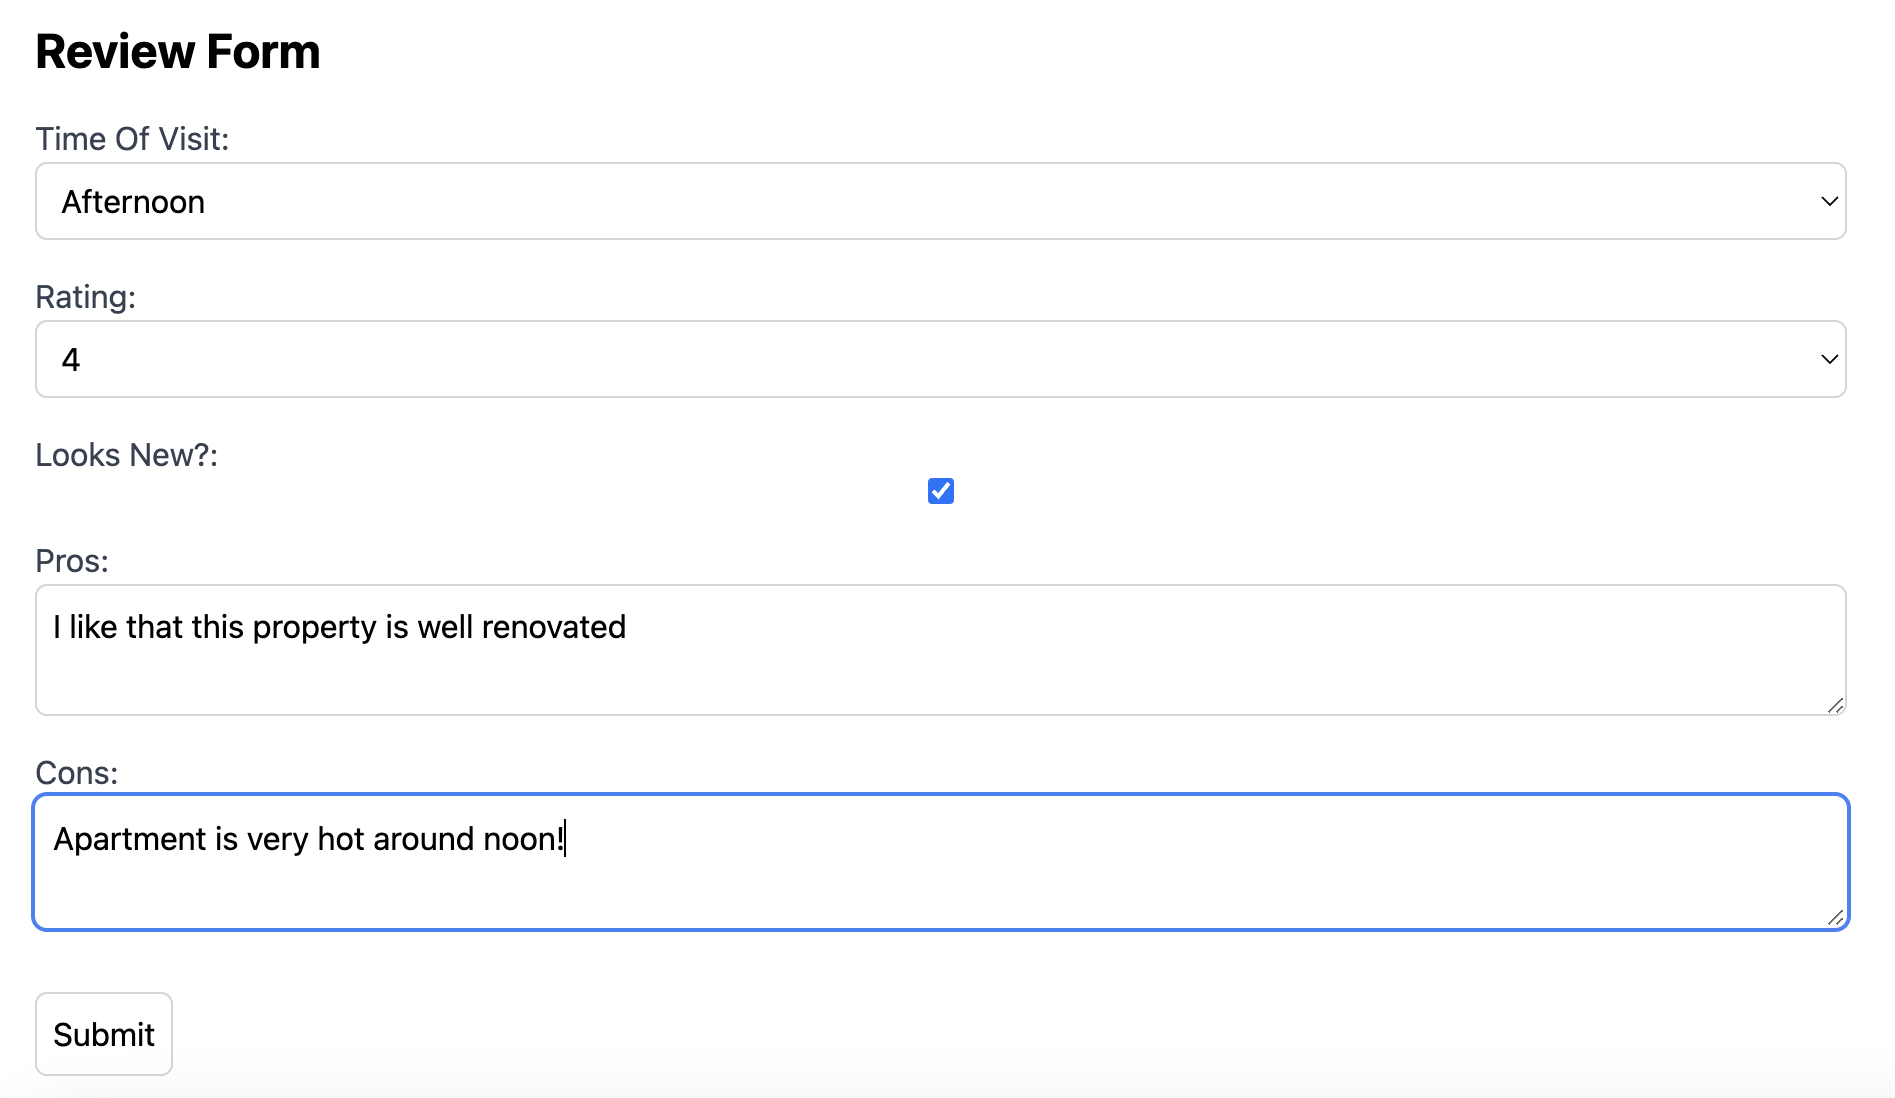 Review Form
Time Of Visit:
Afternoon
Rating:
4
Looks New?:
Pros:
I like that this property is well renovated
Cons:
Apartment is very hot around noon!
Submit